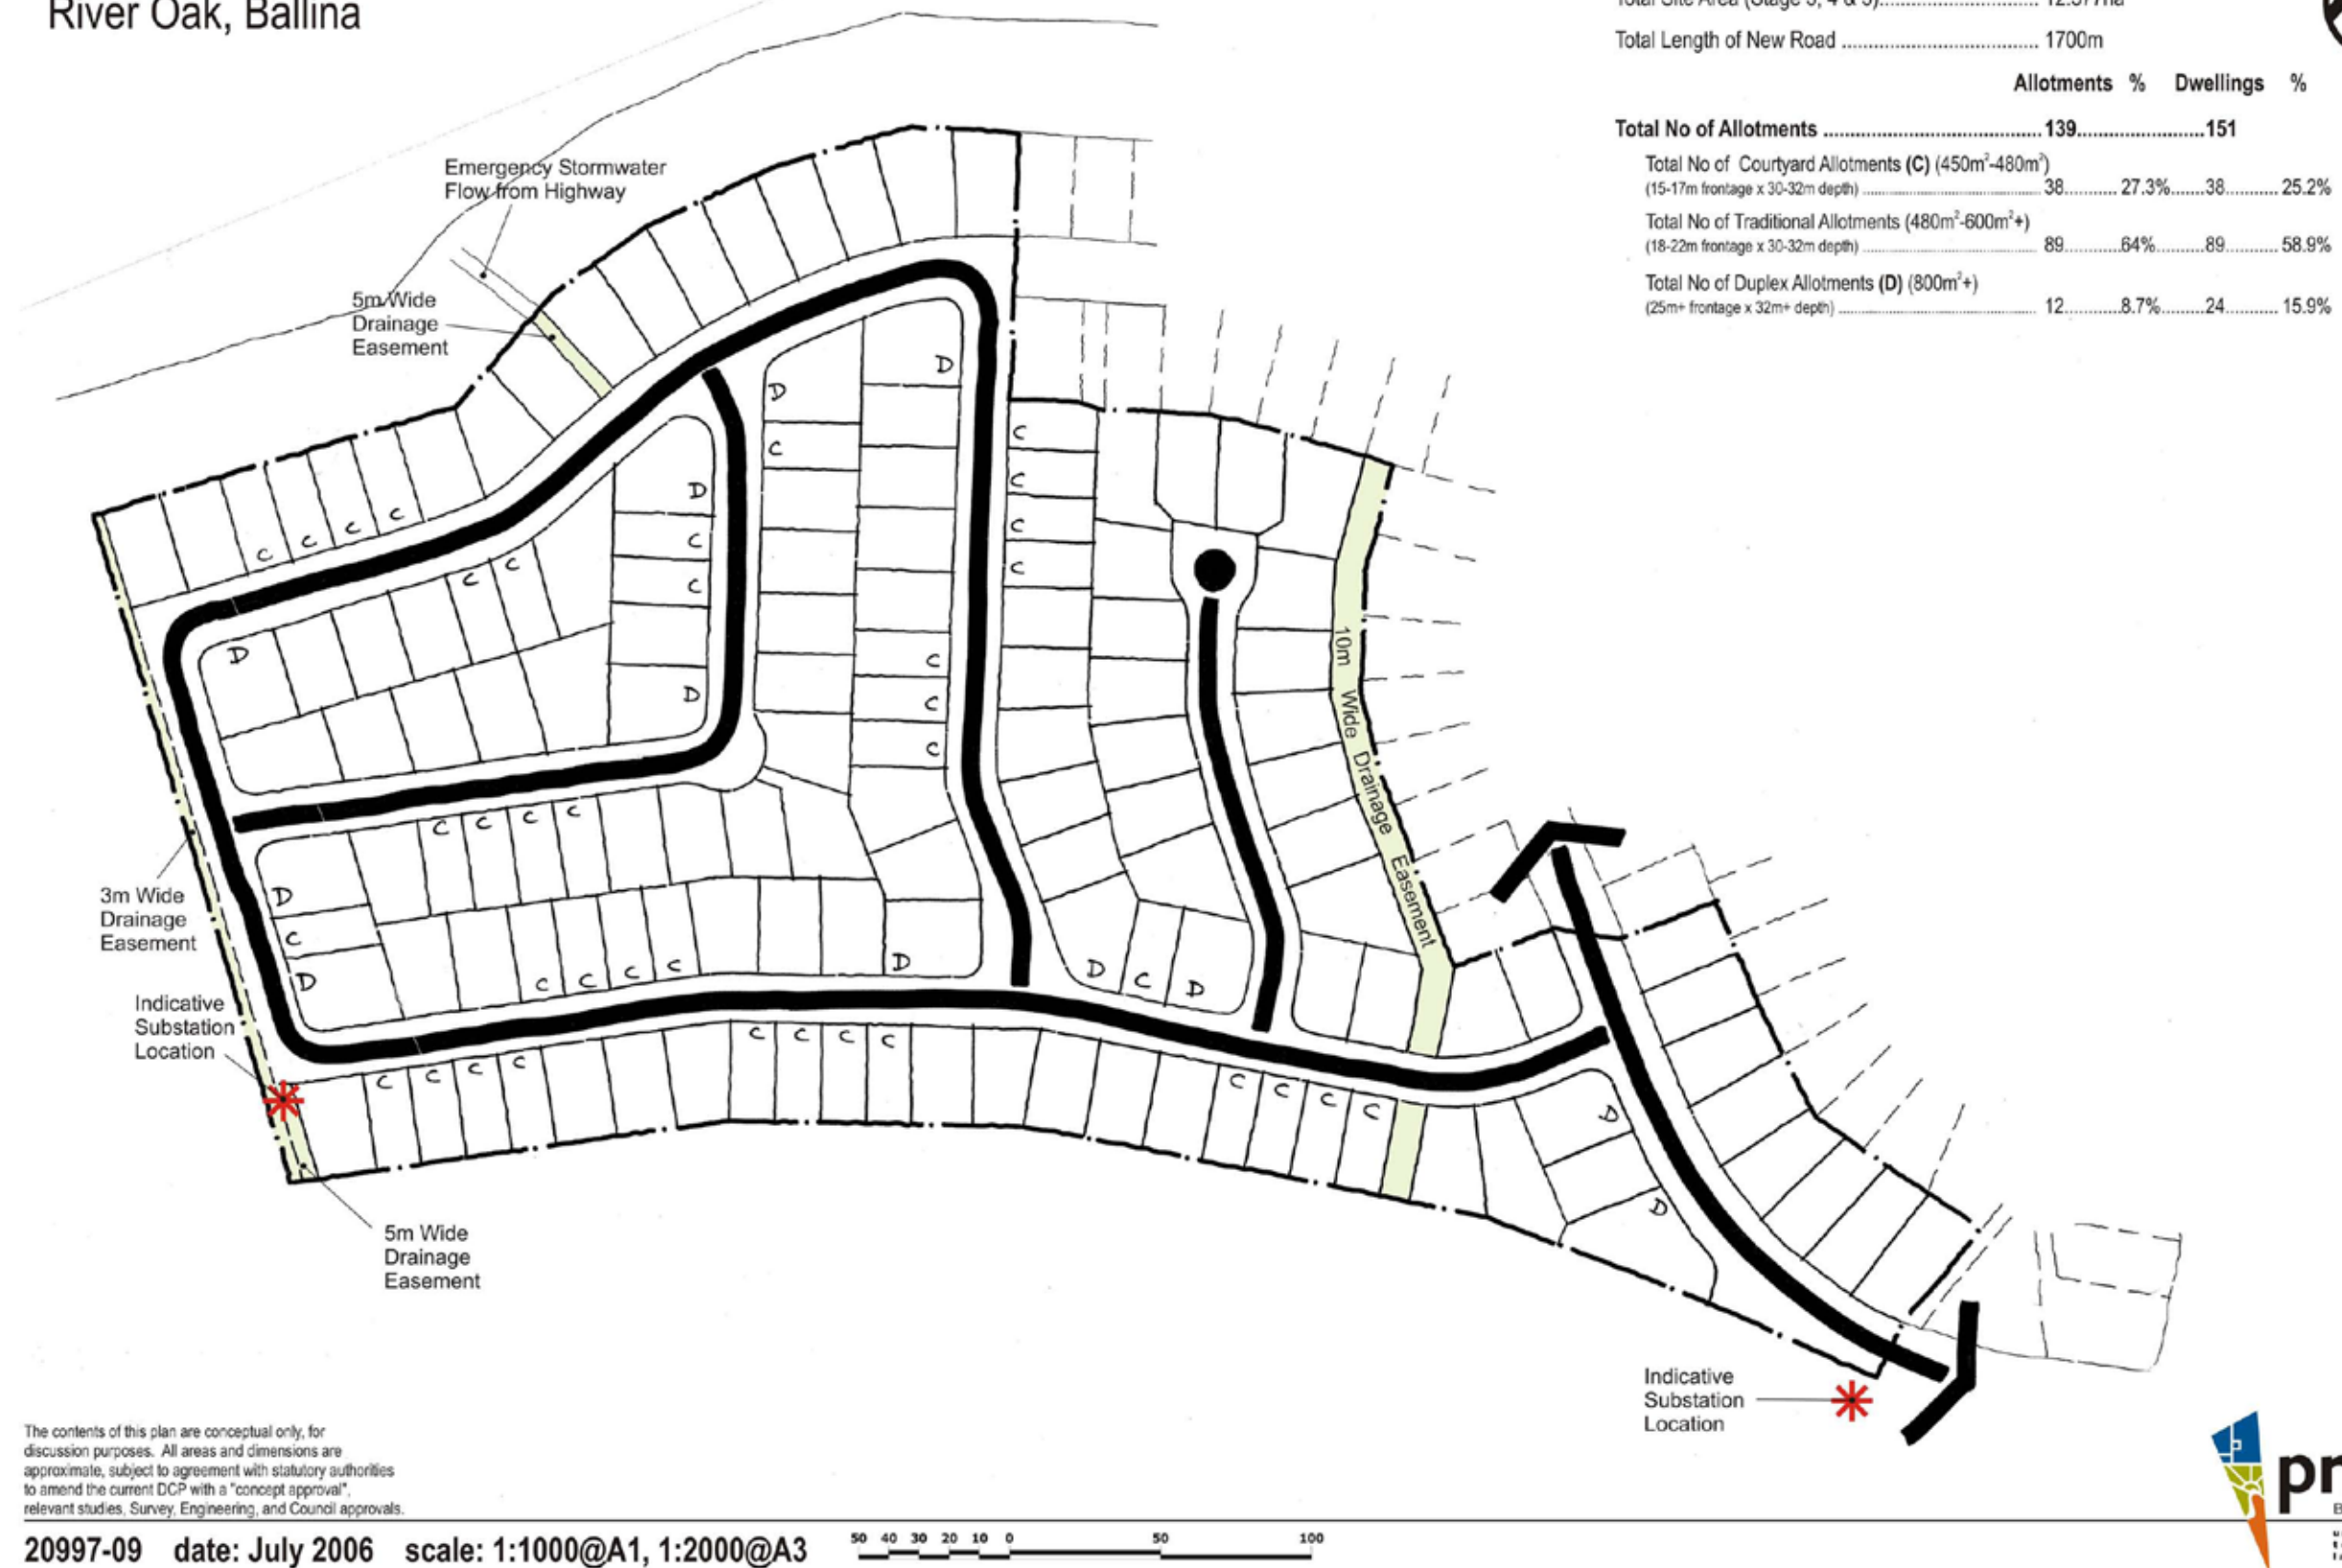 River Oak, Ballina
Total Site Area (Stage 3, 4 & 5)
Total Length of New Road 1700m
Allotments % Dwellings %
Total No of Allotments 139 151
Total No of Courtyard Allotments (C) (450m²-480m²)
(15-17m frontage x 30-32m depth) 38 27.3% 38 25.2%
Total No of Traditional Allotments (480m²-600m²+)
(18-22m frontage x 30-32m depth) 89 64% 89 58.9%
Total No of Duplex Allotments (D) (800m²+)
(25m+ frontage x 32m+ depth) 12 8.7% 24 15.9%
Emergency Stormwater
Flow from Highway
5m Wide
Drainage
Easement
D
D
C
C
C
C
C
C
C
C
C
D
C
C
D
C
C
D
C
C
C
10m Wide Drainage Easement
C
C
C
C
3m Wide
Drainage
Easement
D
C
D
C
C
C
C
D
D
C
D
Indicative
Substation
Location
C
C
C
C
C
C
C
C
C
C
C
C
D
D
5m Wide
Drainage
Easement
Indicative
Substation
Location
The contents of this plan are conceptual only, for
discussion purposes. All areas and dimensions are
approximate, subject to agreement with statutory authorities
to amend the current DCP with a "concept approval",
relevant studies, Survey, Engineering, and Council approvals.
20997-09 date: July 2006 scale: 1:1000@A1, 1:2000@A3
50 40 30 20 10 0 50 100
pr